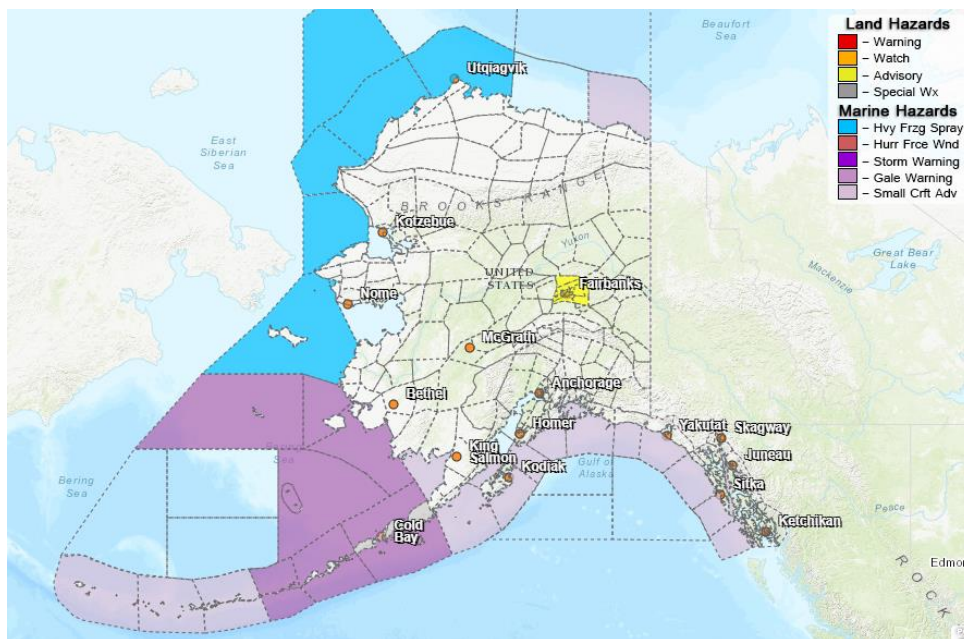 Land Hazards
– Warning
– Watch
– Advisory
– Special Wx
Marine Hazards
– Hvy Frzg Spray
– Hurr Frce Wnd
– Storm Warning
– Gale Warning
– Small Crft Adv
Beaufort
Sea
Utqiagvik
East
Siberian
Sea
BROOKS RANGE
Kotzebue
Yukon
Great Bear
Lake
Mackenzie
UNITED
STATES
Fairbanks
Nome
McGrath
Anchorage
Bethel
Homer
Yakutat
Skagway
King
Salmon
Kodiak
Gulf of
Alaska
Juneau
Sitka
Bering
Sea
Sea
Cold
Bay
Ketchikan
Peace
Edmo
ROCK